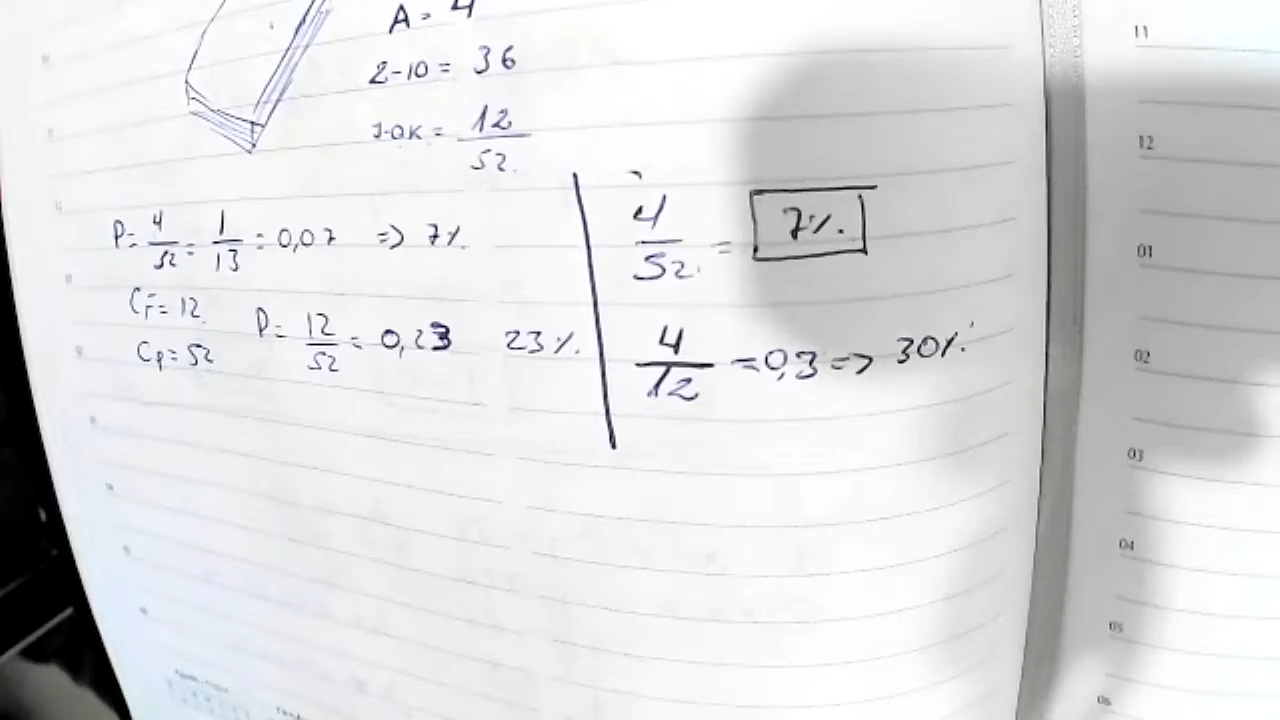 A = 4
2-10 = 36
J-Q-K = 12/52
P = 4/52 = 1/13 = 0,07 => 7%
CF = 12
P = 12/52 = 0,23 23%
Cp = 52
4/52 = 7%
4/12 = 0,3 => 30%
11
12
01
02
03
04
05
06